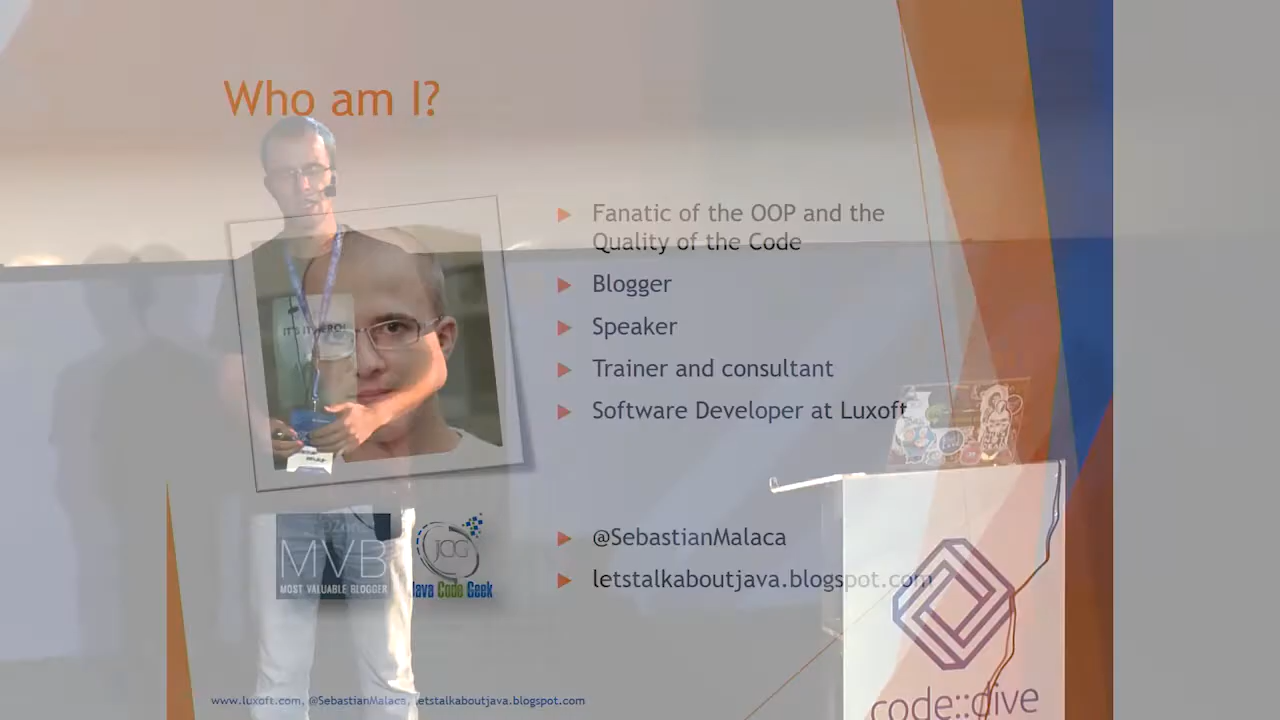 Who am I?
Fanatic of the OOP and the
Quality of the Code
Blogger
Speaker
Trainer and consultant
Software Developer at Luxoft
@SebastianMalaca
letstalkaboutjava.blogspot.com
IT'S
MVB
MOST VALUABLE BLOGGER
JCG
Java Code Geek
www.luxoft.com, @SebastianMalaca, letstalkaboutjava.blogspot.com
code::dive